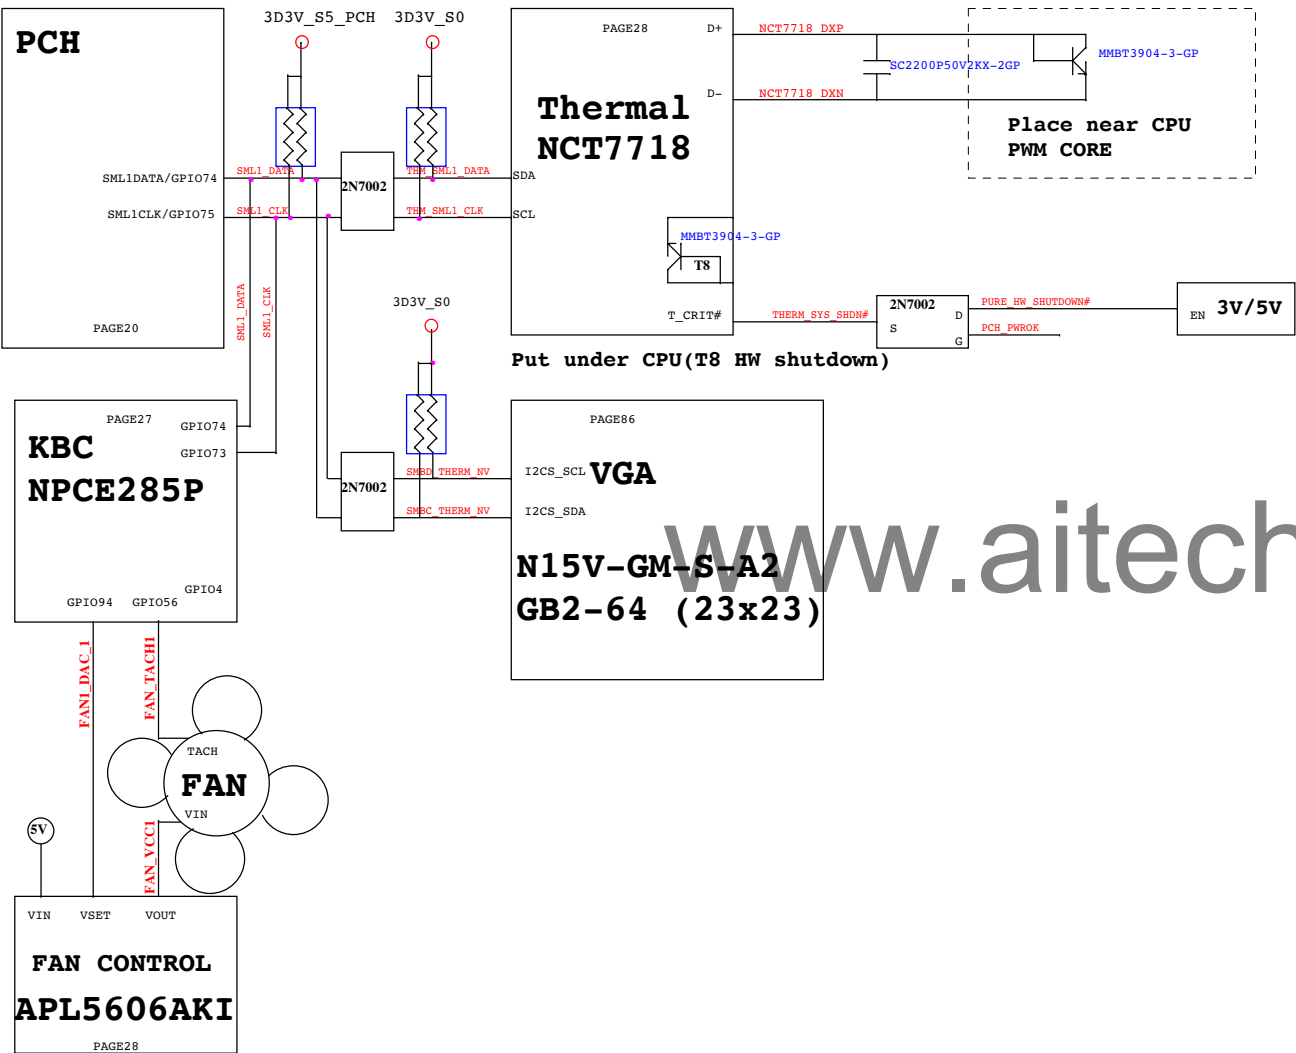 3D3V_S5_PCH
3D3V_S0
PCH
SML1DATA/GPIO74
SML1CLK/GPIO75
PAGE20
SML1_DATA
SML1_CLK
2N7002
THM_SML1_DATA
THM_SML1_CLK
SDA
SCL
PAGE28
D+
D-
Thermal
NCT7718
NCT7718_DXP
NCT7718_DXN
SC2200P50V2KX-2GP
MMBT3904-3-GP
Place near CPU
PWM CORE
MMBT3904-3-GP
T8
T_CRIT#
THERM_SYS_SHDN#
2N7002
S
D
G
PURE_HW_SHUTDOWN#
PCH_PWROK
EN
3V/5V
Put under CPU(T8 HW shutdown)
SML1_DATA
SML1_CLK
3D3V_S0
PAGE27
GPIO74
GPIO73
KBC
NPCE285P
GPIO4
GPIO94
GPIO56
2N7002
SMBD_THERM_NV
SMBC_THERM_NV
PAGE86
I2CS_SCL
I2CS_SDA
VGA
N15V-GM-S-A2
GB2-64 (23x23)
www.aitech
FAN1_DAC_1
FAN_TACH1
TACH
FAN
VIN
5V
FAN_VCC1
VIN
VSET
VOUT
FAN CONTROL
APL5606AKI
PAGE28